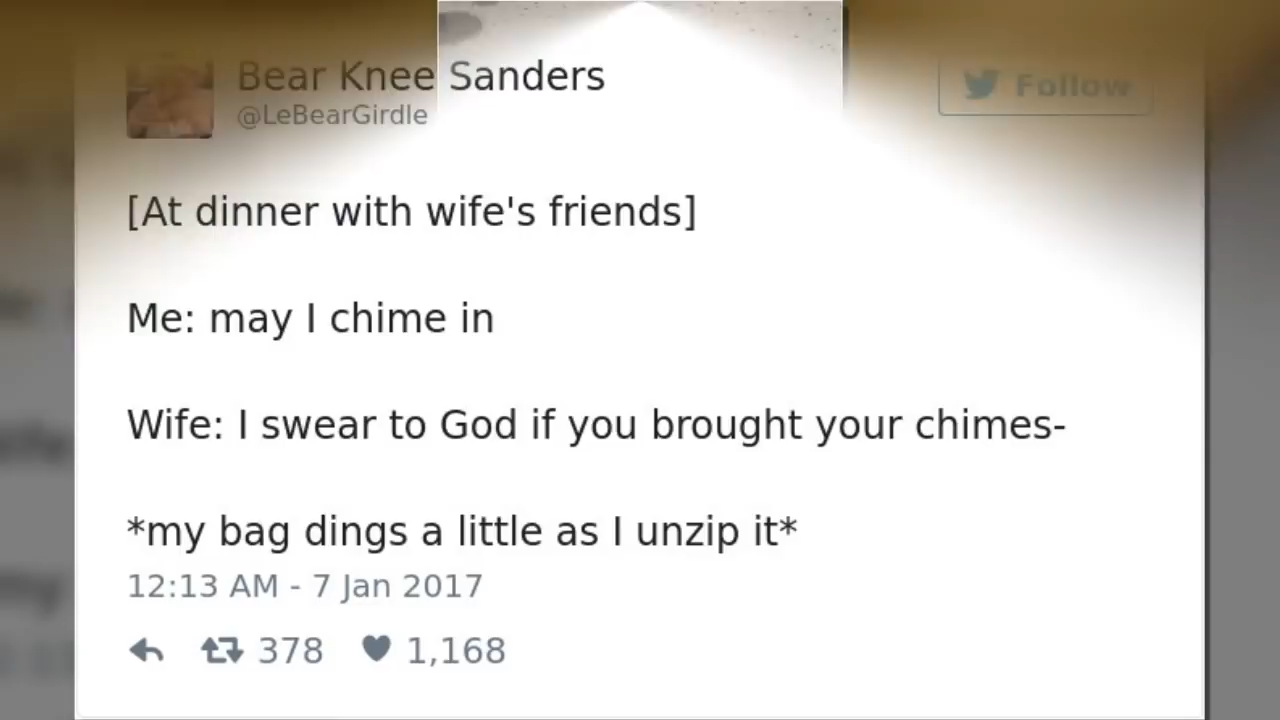 Bear Knee Sanders
@LeBearGirdle
Follow
[At dinner with wife's friends]
Me: may I chime in
Wife: I swear to God if you brought your chimes-
*my bag dings a little as I unzip it*
12:13 AM - 7 Jan 2017
378 1,168